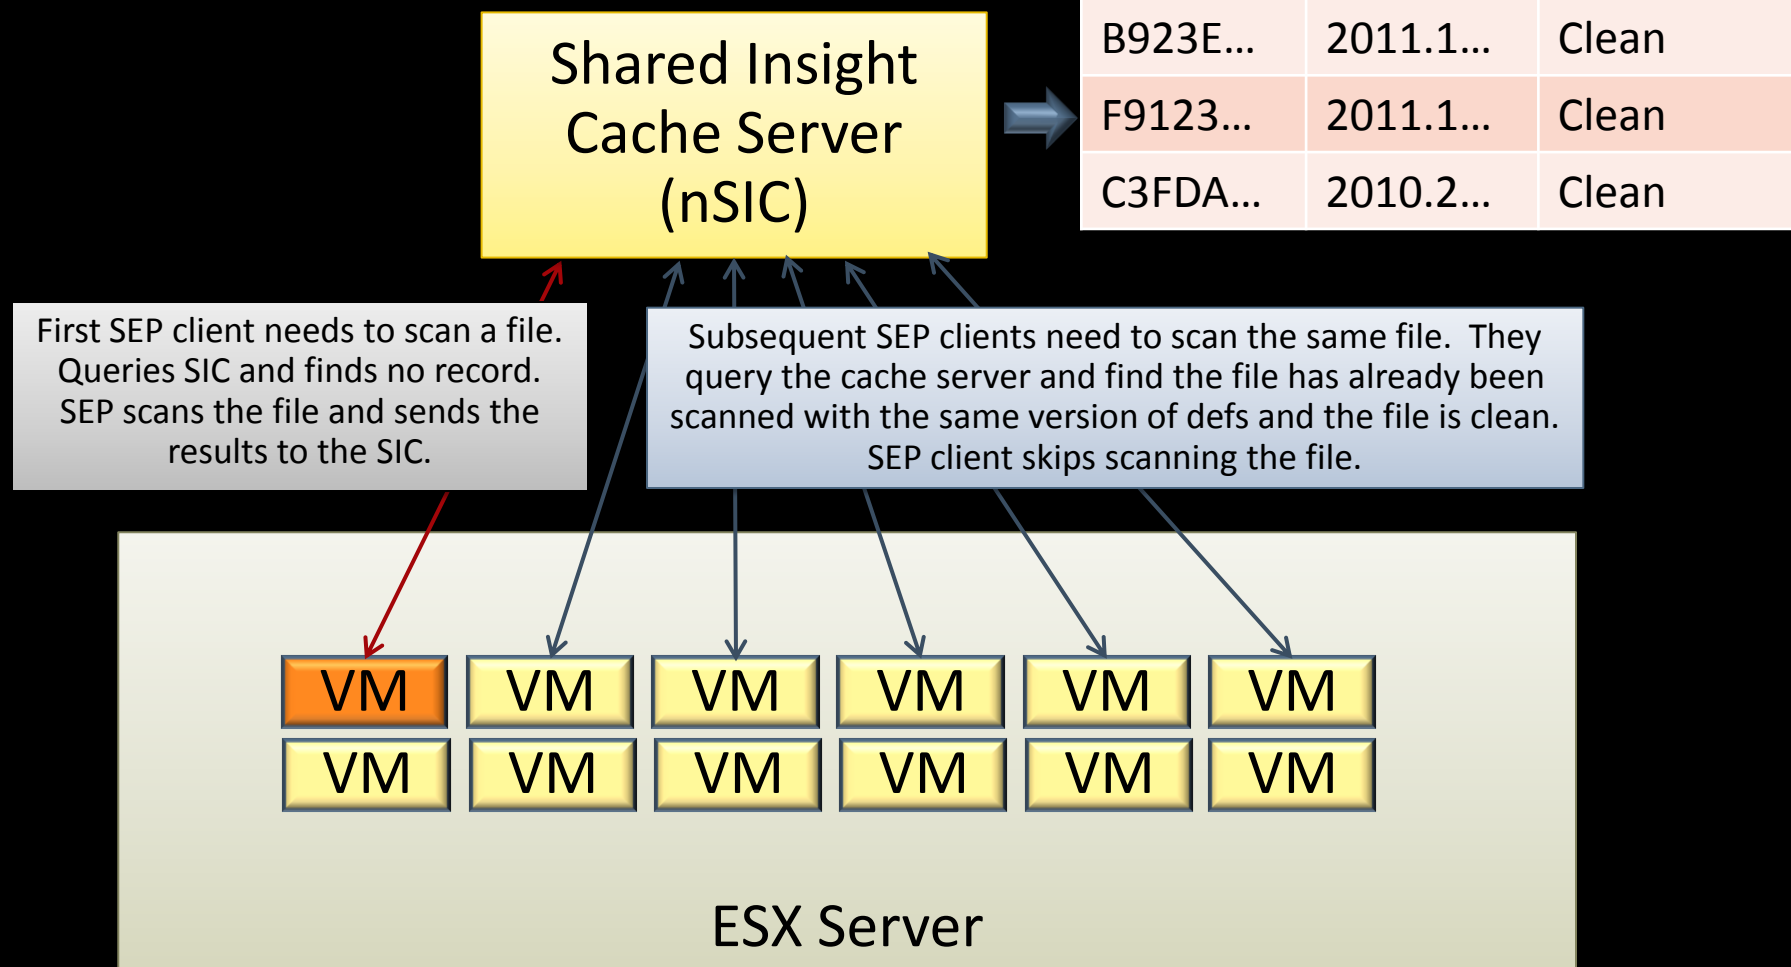 Shared Insight
Cache Server
(nSIC)
B923E... 2011.1... Clean
F9123... 2011.1... Clean
C3FDA... 2010.2... Clean
First SEP client needs to scan a file.
Queries SIC and finds no record.
SEP scans the file and sends the
results to the SIC.
Subsequent SEP clients need to scan the same file.  They
query the cache server and find the file has already been
scanned with the same version of defs and the file is clean.
SEP client skips scanning the file.
VM VM VM VM VM VM
VM VM VM VM VM VM
ESX Server